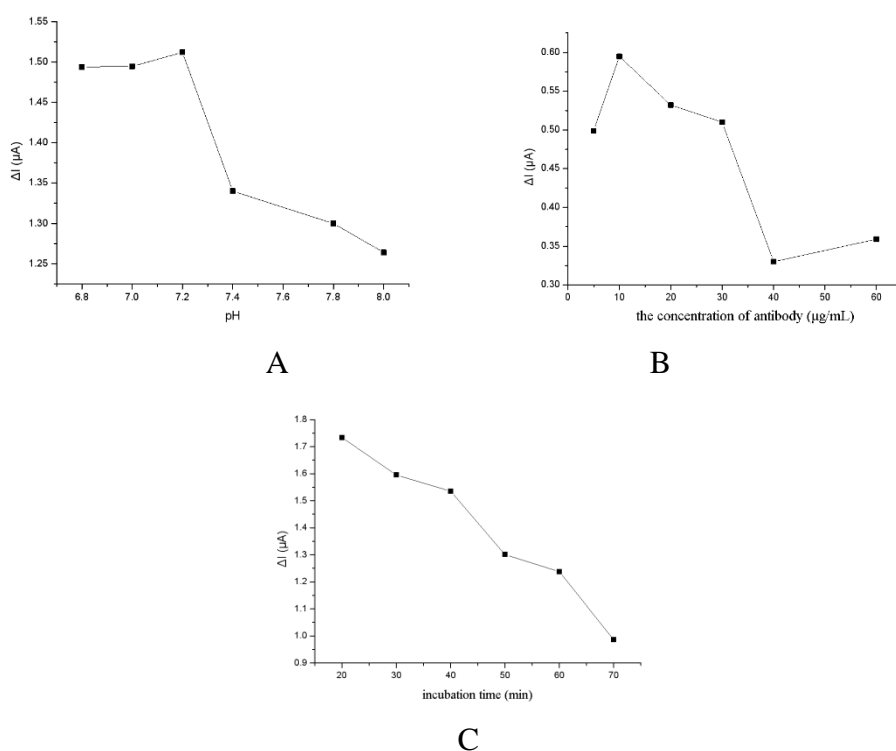 1.55
1.50
1.45
1.40
1.35
1.30
1.25
ΔI (μA)
6.8 7.0 7.2 7.4 7.6 7.8 8.0
pH
A
0.60
0.55
0.50
0.45
0.40
0.35
0.30
ΔI (μA)
0 10 20 30 40 50 60
the concentration of antibody (μg/mL)
B
1.8
1.7
1.6
1.5
1.4
1.3
1.2
1.1
1.0
0.9
ΔI (μA)
20 30 40 50 60 70
incubation time (min)
C